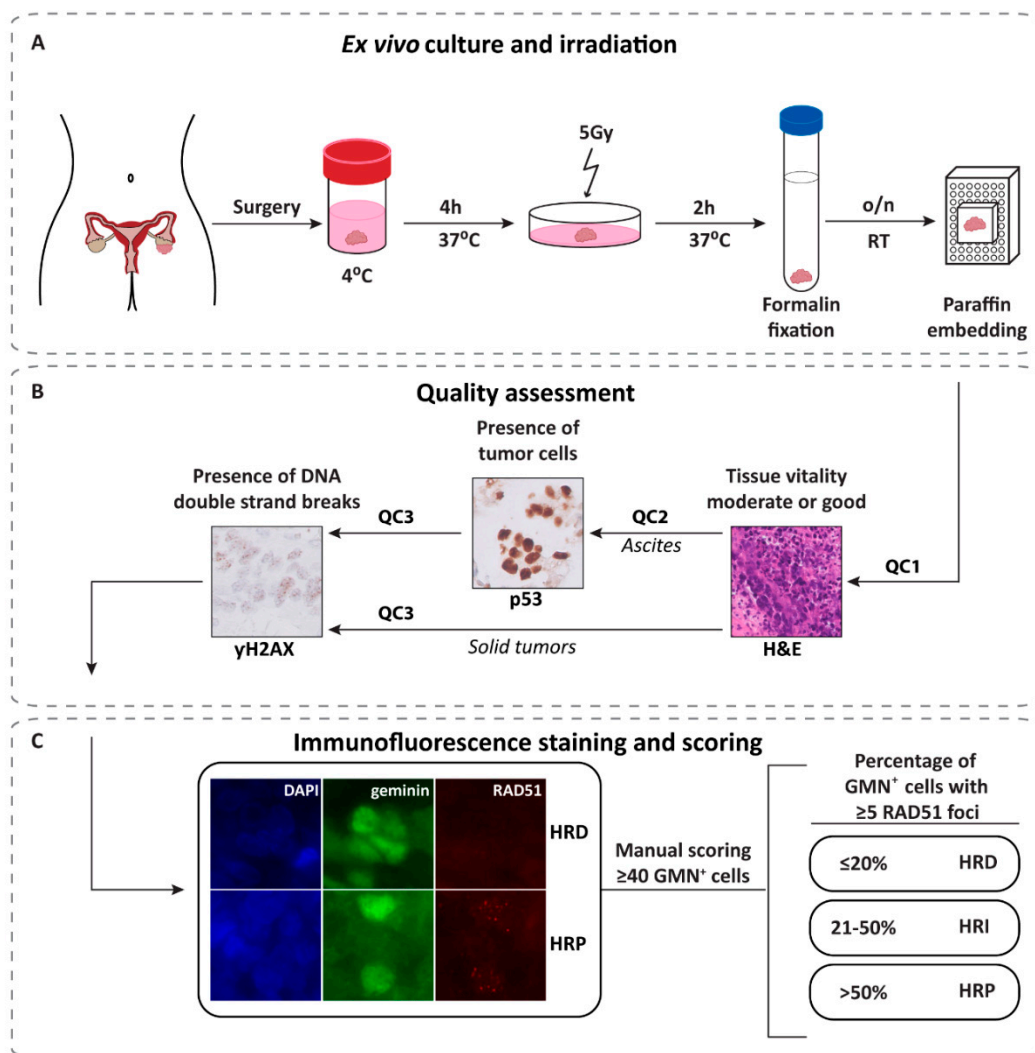 A
Ex vivo culture and irradiation
Surgery
4°C
4h
37°C
5Gy
2h
37°C
Formalin
fixation
o/n
RT
Paraffin
embedding
B
Quality assessment
Presence of DNA
double strand breaks
yH2AX
QC3
Presence of
tumor cells
p53
QC2
Ascites
Tissue vitality
moderate or good
H&E
QC1
QC3
Solid tumors
C
Immunofluorescence staining and scoring
DAPI
geminin
RAD51
HRD
HRP
Manual scoring
≥40 GMN⁺ cells
Percentage of
GMN⁺ cells with
≥5 RAD51 foci
≤20% HRD
21-50% HRI
>50% HRP